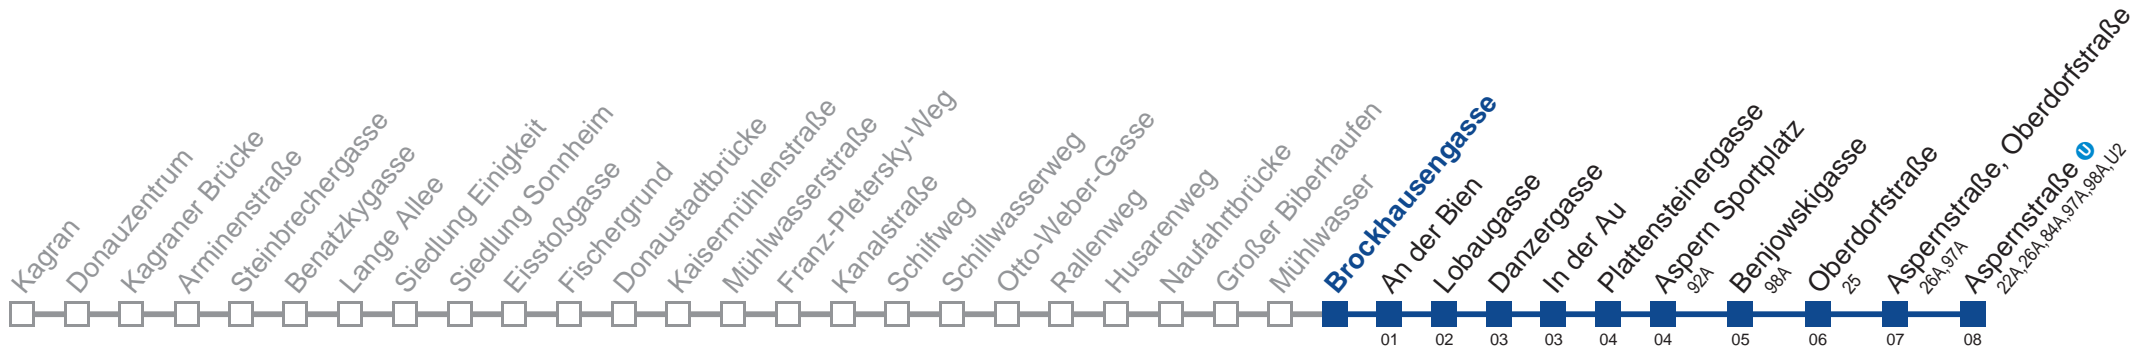 Kagran
Donauzentrum
Kagraner Brücke
Arminenstraße
Steinbrechergasse
Benatzkygasse
Lange Allee
Siedlung Einigkeit
Siedlung Sonnheim
Eisstoßgasse
Fischergrund
Donaustadtbrücke
Kaisermühlenstraße
Mühlwasserstraße
Franz-Pletersky-Weg
Kanalstraße
Schilfweg
Schillwasserweg
Otto-Weber-Gasse
Rallenweg
Husarenweg
Naufahrtbrücke
Großer Biberhaufen
Mühlwasser
Brockhausengasse
An der Bien
01
Lobaugasse
02
Danzergasse
03
In der Au
03
Plattensteinergasse
04
Aspern Sportplatz
92A
04
Benjowskigasse
98A
05
Oberdorfstraße
25
06
Aspernstraße, Oberdorfstraße
26A,97A
07
Aspernstraße U
22A,26A,84A,97A,98A,U2
08